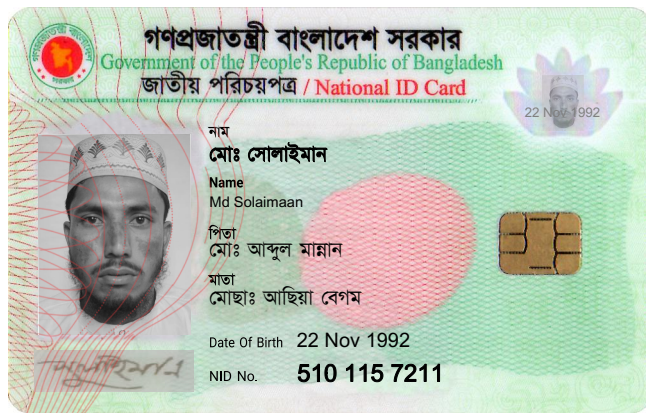 গণপ্রজাতন্ত্রী বাংলাদেশ সরকার
Government of the People's Republic of Bangladesh
জাতীয় পরিচয়পত্র / National ID Card
22 Nov 1992
নাম
মোঃ সোলাইমান
Name
Md Solaimaan
পিতা
মোঃ আব্দুল মান্নান
মাতা
মোছাঃ আছিয়া বেগম
Date Of Birth 22 Nov 1992
NID No. 510 115 7211